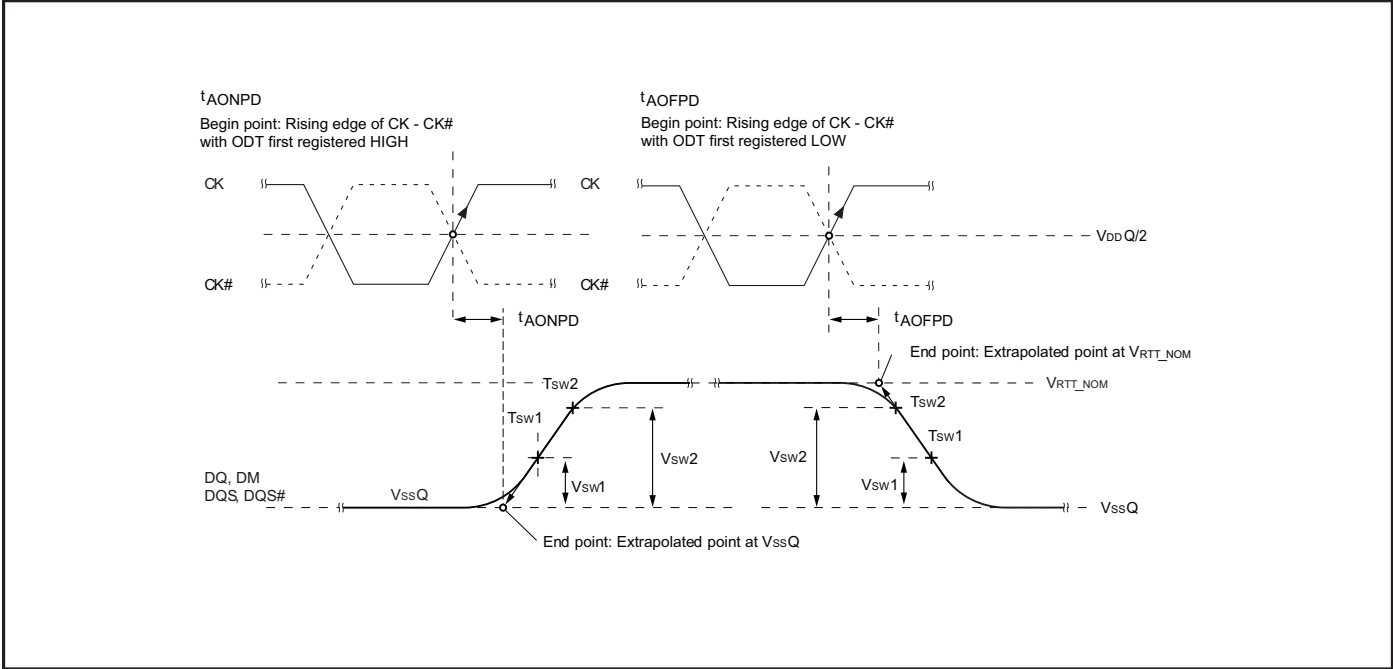 tAONPD
Begin point: Rising edge of CK - CK#
with ODT first registered HIGH
tAOFPD
Begin point: Rising edge of CK - CK#
with ODT first registered LOW
CK
CK
VDDQ/2
CK#
CK#
tAONPD
tAOFPD
End point: Extrapolated point at VRTT_NOM
TSW2
VRTT_NOM
TSW2
TSW1
TSW1
VSW2
VSW2
VSW1
VSW1
DQ, DM
DQS, DQS#
VSSQ
VSSQ
End point: Extrapolated point at VSSQ